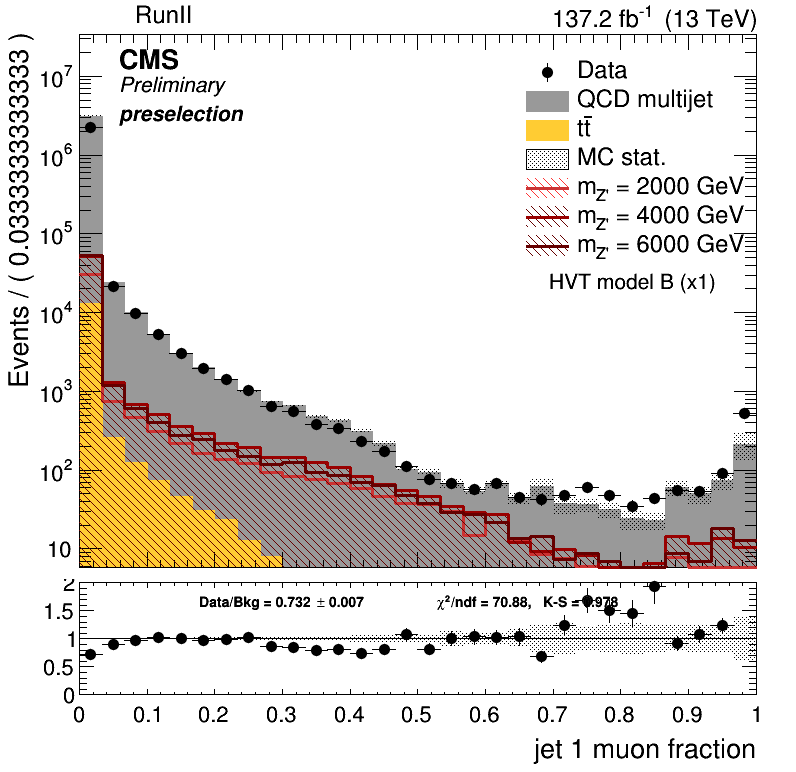 RunII
137.2 fb⁻¹ (13 TeV)
CMS
Preliminary
preselection
Data
QCD multijet
tt̄
MC stat.
m_Z' = 2000 GeV
m_Z' = 4000 GeV
m_Z' = 6000 GeV
HVT model B (x1)
Events / ( 0.0333333333333 )
10⁷
10⁶
10⁵
10⁴
10³
10²
10
Data/Bkg = 0.732 ± 0.007
χ²/ndf = 70.88, K-S =
2
1.5
1
0.5
0
0 0.1 0.2 0.3 0.4 0.5 0.6 0.7 0.8 0.9 1
jet 1 muon fraction